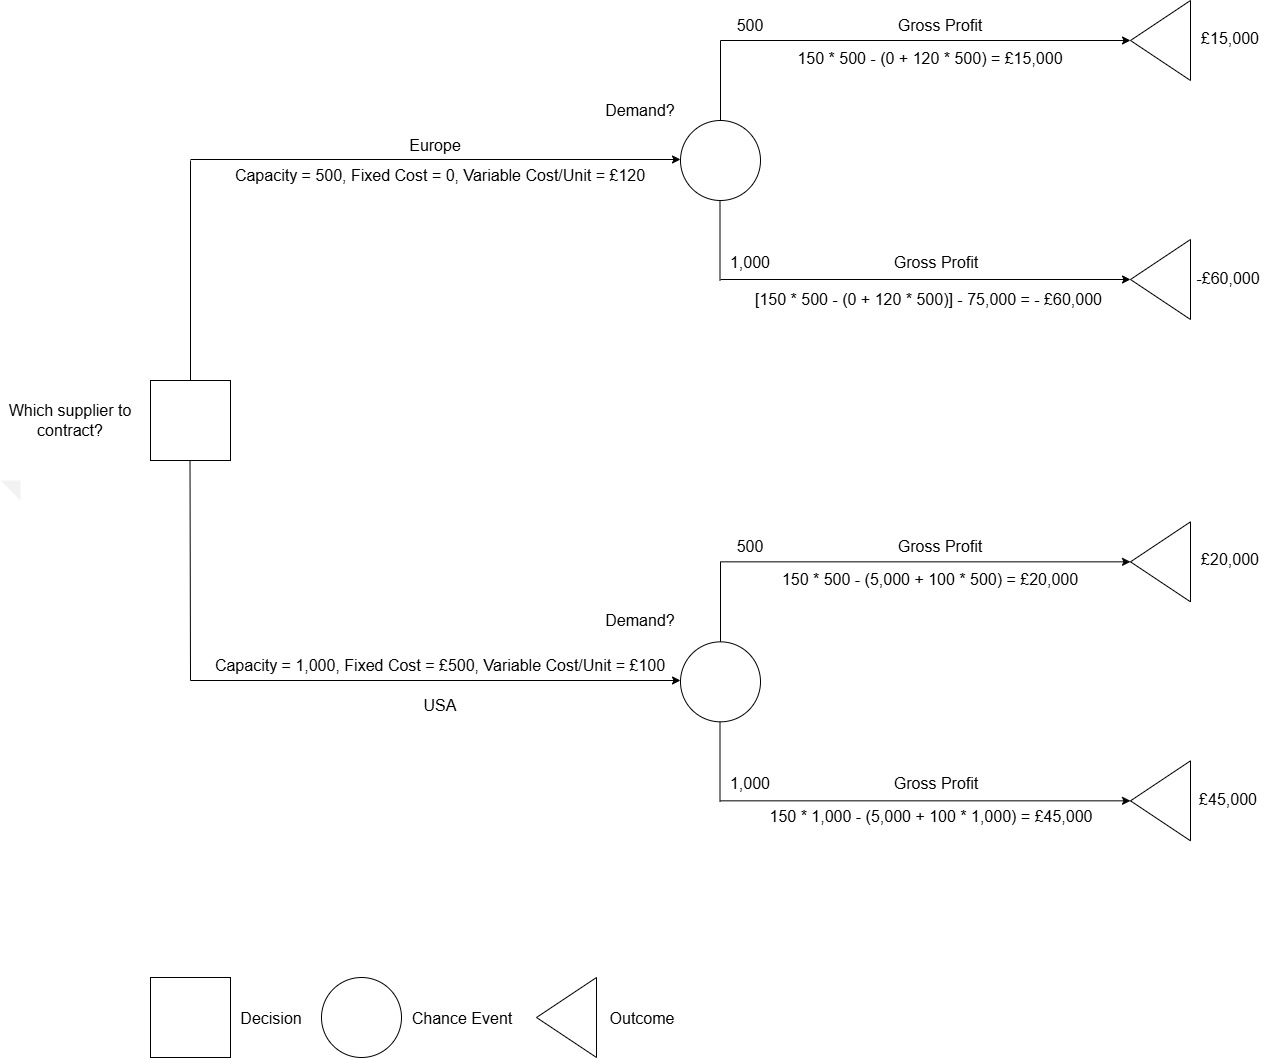 500
Gross Profit
150 * 500 - (0 + 120 * 500) = £15,000
£15,000
Demand?
Europe
Capacity = 500, Fixed Cost = 0, Variable Cost/Unit = £120
1,000
Gross Profit
[150 * 500 - (0 + 120 * 500)] - 75,000 = - £60,000
-£60,000
Which supplier to
contract?
500
Gross Profit
150 * 500 - (5,000 + 100 * 500) = £20,000
£20,000
Demand?
Capacity = 1,000, Fixed Cost = £500, Variable Cost/Unit = £100
USA
1,000
Gross Profit
150 * 1,000 - (5,000 + 100 * 1,000) = £45,000
£45,000
Decision
Chance Event
Outcome